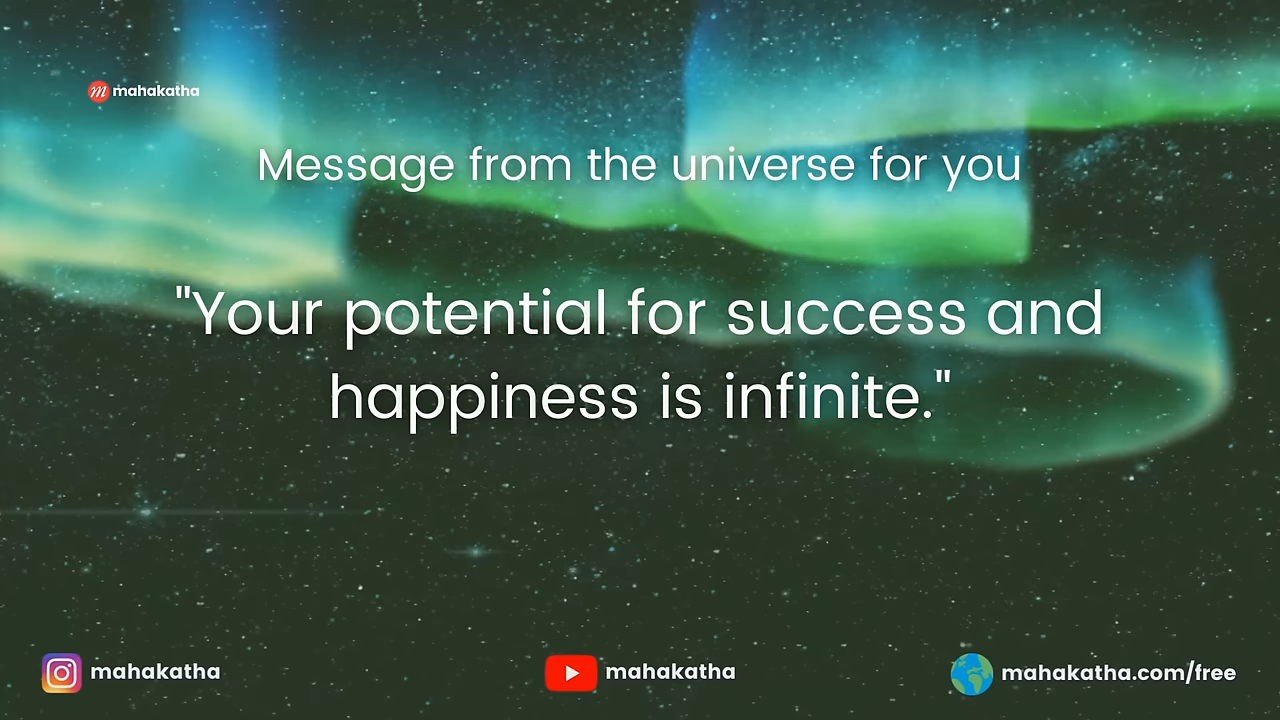 mahakatha
Message from the universe for you
"Your potential for success and
happiness is infinite."
mahakatha
mahakatha
mahakatha.com/free